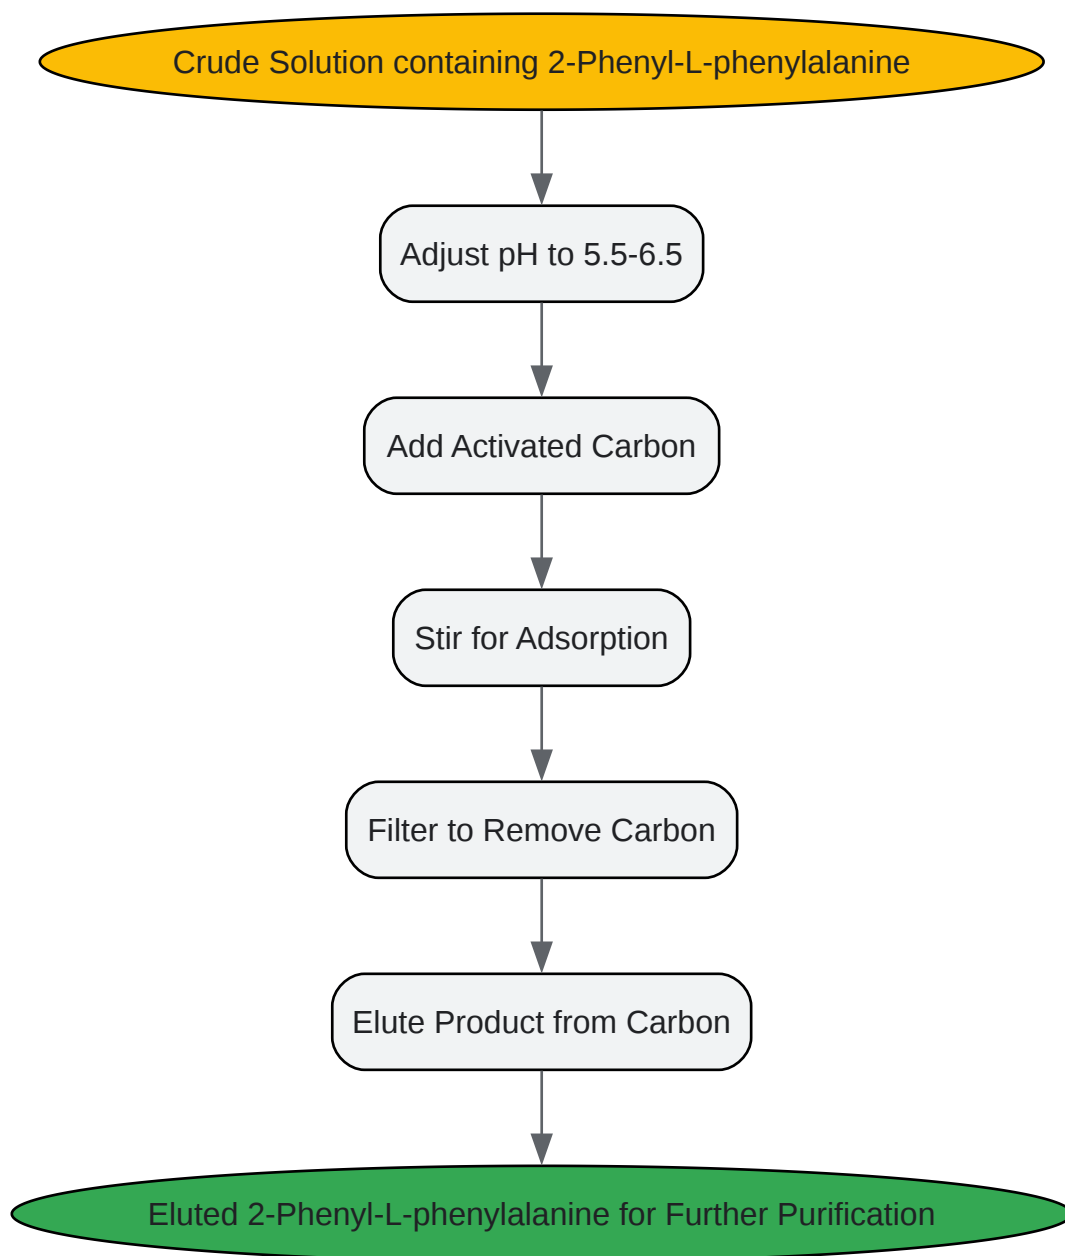 Crude Solution containing 2-Phenyl-L-phenylalanine
Adjust pH to 5.5-6.5
Add Activated Carbon
Stir for Adsorption
Filter to Remove Carbon
Elute Product from Carbon
Eluted 2-Phenyl-L-phenylalanine for Further Purification